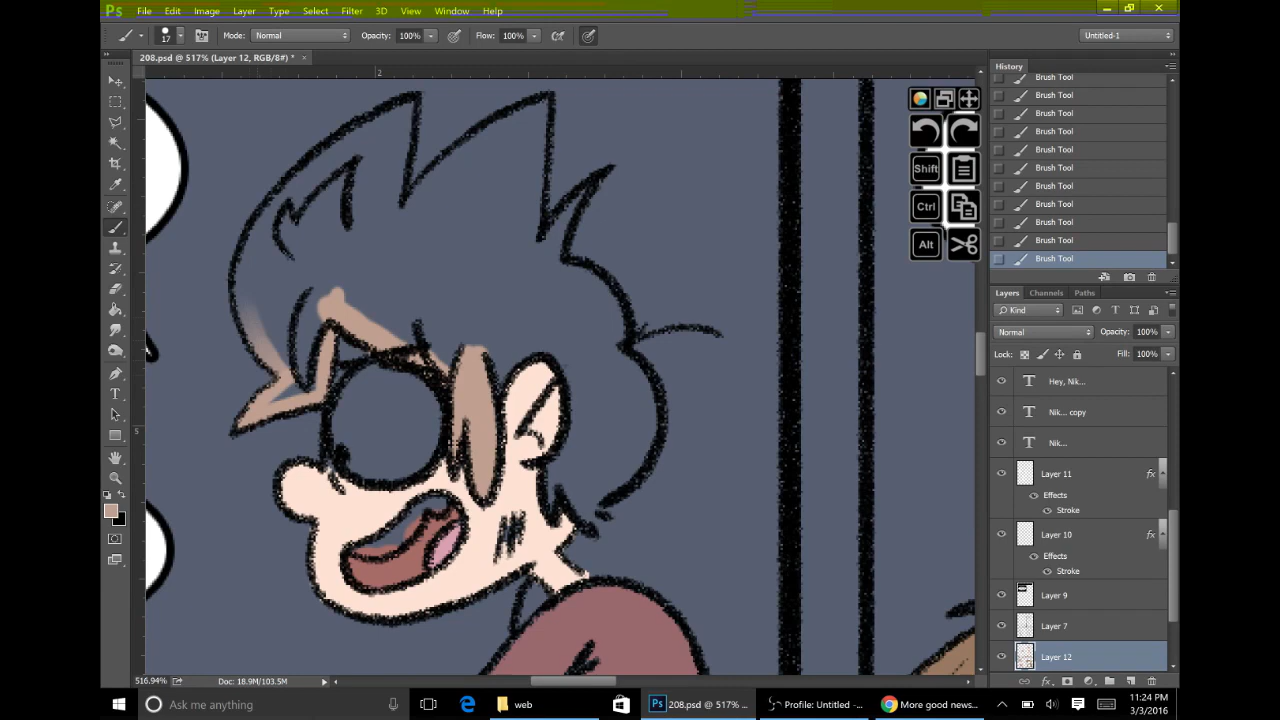 Ps File Edit Image Layer Type Select Filter 3D View Window Help
17 Mode: Normal Opacity: 100% Flow: 100% Untitled-1
208.psd @ 517% (Layer 12, RGB/8#) * ×
2
5
Shift
Ctrl
Alt
History
Brush Tool
Brush Tool
Brush Tool
Brush Tool
Brush Tool
Brush Tool
Brush Tool
Brush Tool
Brush Tool
Brush Tool
Brush Tool
Layers Channels Paths
Kind
Normal Opacity: 100%
Lock: Fill: 100%
T Hey, Nik...
T Nik... copy
T Nik...
Layer 11 fx
Effects
Stroke
Layer 10 fx
Effects
Stroke
Layer 9
Layer 7
Layer 12
516.94% Doc: 18.9M/103.5M
Ask me anything web 208.psd @ 517% ... Profile: Untitled -... More good news... 11:24 PM
3/3/2016